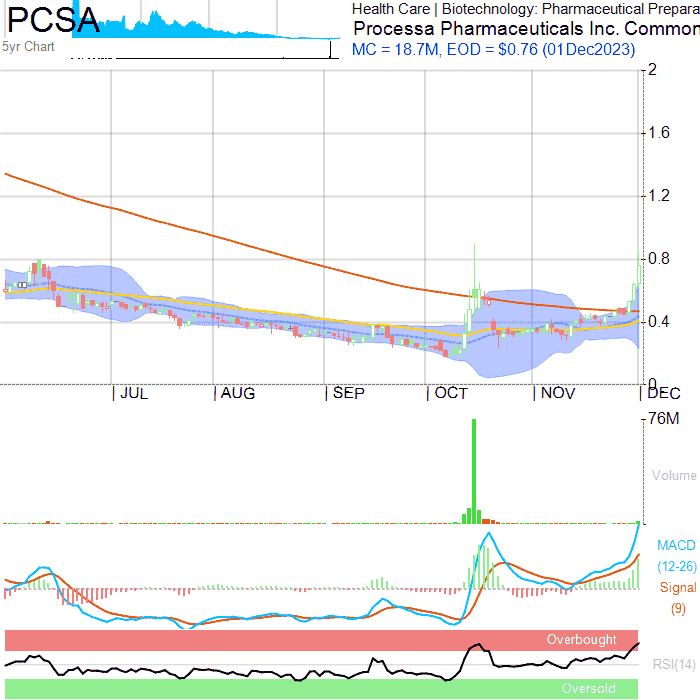 PCSA
5yr Chart
Health Care | Biotechnology: Pharmaceutical Prepara
Processa Pharmaceuticals Inc. Common
MC = 18.7M, EOD = $0.76 (01Dec2023)
2
1.6
1.2
0.8
0.4
0
JUL
AUG
SEP
OCT
NOV
DEC
76M
Volume
MACD
(12-26)
Signal
(9)
Overbought
RSI(14)
Oversold